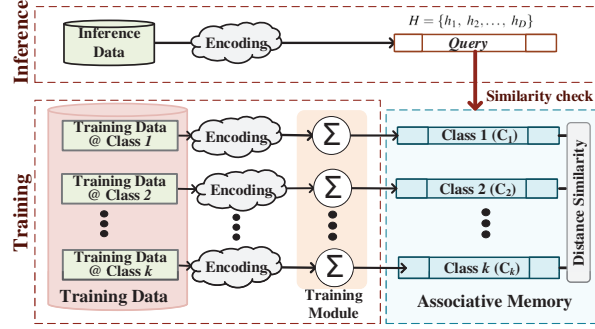 Inference
Inference
Data
Encoding
H = {h₁, h₂,..., h_D}
Query
Similarity check
Training
Training Data
@ Class 1
Encoding
Σ
Class 1 (C₁)
Training Data
@ Class 2
Encoding
Σ
Class 2 (C₂)
Training Data
@ Class k
Encoding
Σ
Class k (Cₖ)
Distance Similarity
Training Data
Training
Module
Associative Memory